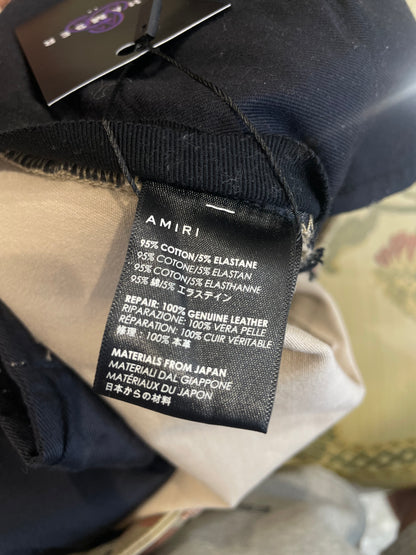 AMIRI
95% COTTON/5% ELASTANE
95% COTONE/5% ELASTAN
95% COTON/5% ELASTHANNE
95% 綿/5% エラスティン
REPAIR: 100% GENUINE LEATHER
RIPARAZIONE: 100% VERA PELLE
RÉPARATION: 100% CUIR VÉRITABLE
修理: 100% 本革
MATERIALS FROM JAPAN
MATERIALI DAL GIAPPONE
MATÉRIAUX DU JAPON
日本からの材料